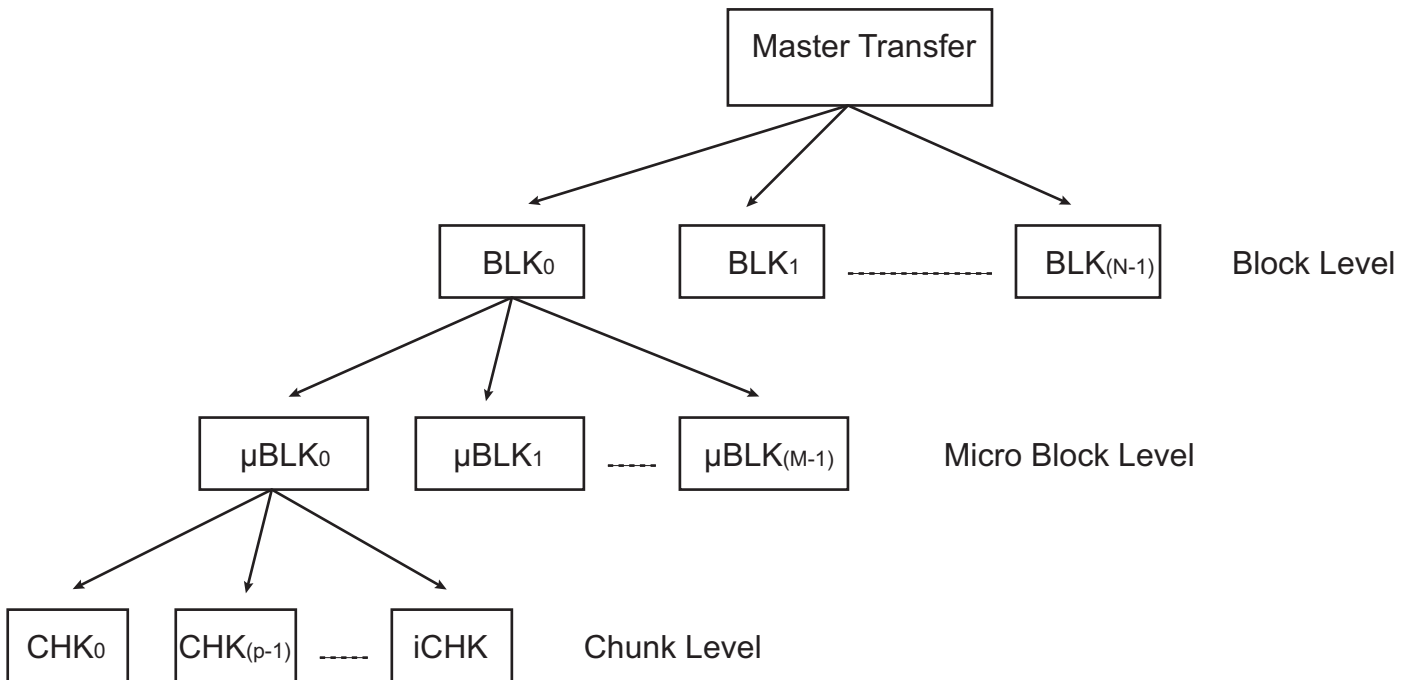 Master Transfer
BLK0 BLK1 BLK(N-1) Block Level
µBLK0 µBLK1 µBLK(M-1) Micro Block Level
CHK0 CHK(p-1) iCHK Chunk Level